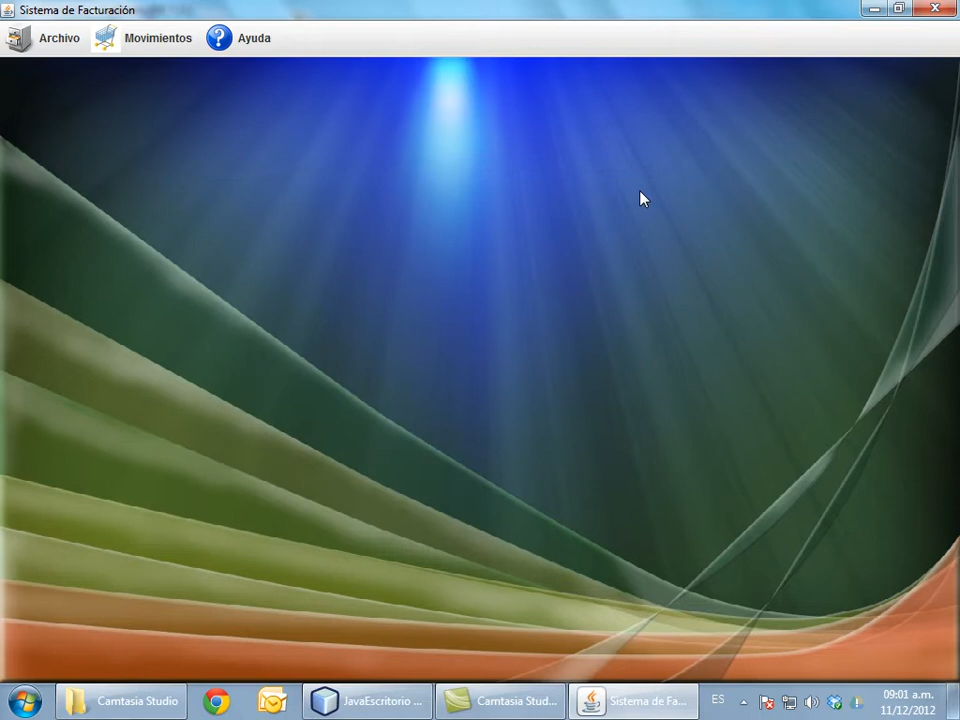 Sistema de Facturación
Archivo Movimientos Ayuda
Camtasia Studio JavaEscritorio ... Camtasia Stud... Sistema de Fa... ES 09:01 a.m.
11/12/2012